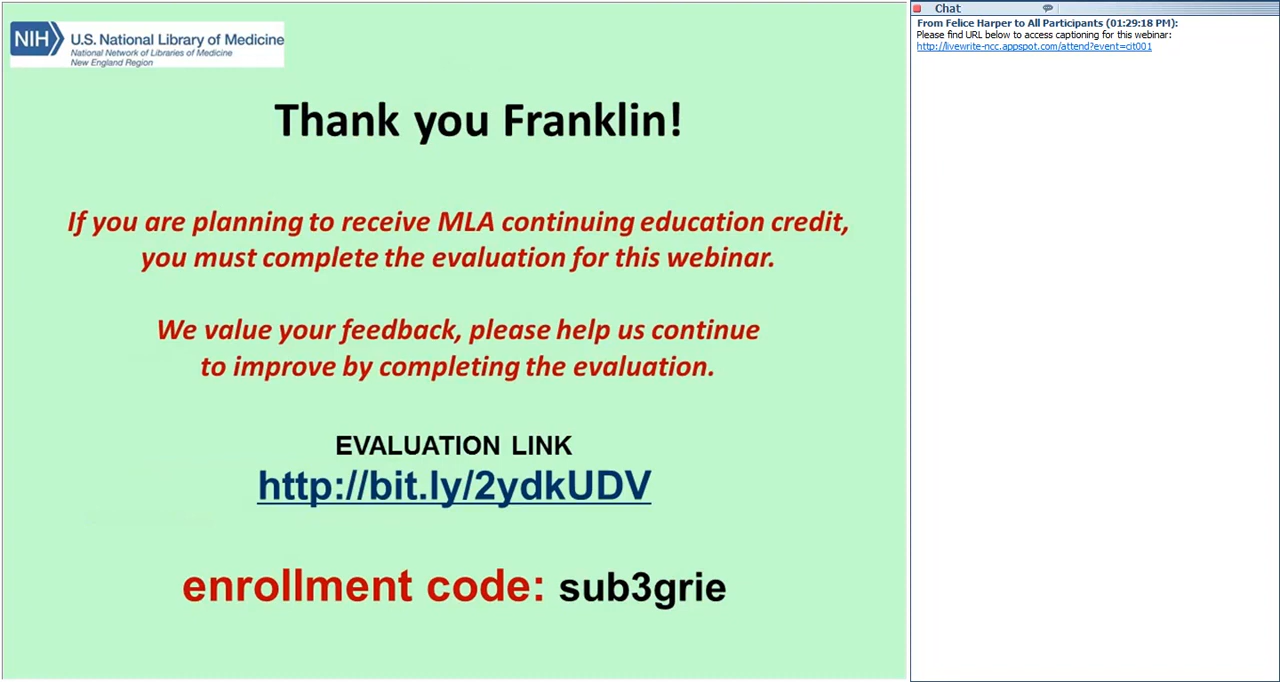 NIH
U.S. National Library of Medicine
National Network of Libraries of Medicine
New England Region
Thank you Franklin!
If you are planning to receive MLA continuing education credit,
you must complete the evaluation for this webinar.
We value your feedback, please help us continue
to improve by completing the evaluation.
EVALUATION LINK
http://bit.ly/2ydkUDV
enrollment code: sub3grie
Chat
From Felice Harper to All Participants (01:29:18 PM):
Please find URL below to access captioning for this webinar:
http://livewrite-ncc.appspot.com/attend?event=cit001